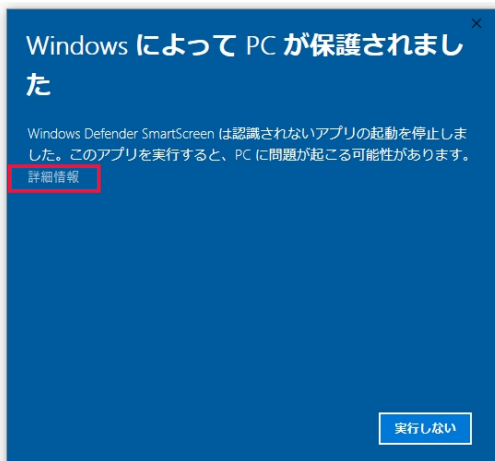 Windows によって PC が保護されまし
た
Windows Defender SmartScreen は認識されないアプリの起動を停止しま
した。このアプリを実行すると、PC に問題が起こる可能性があります。
詳細情報
実行しない